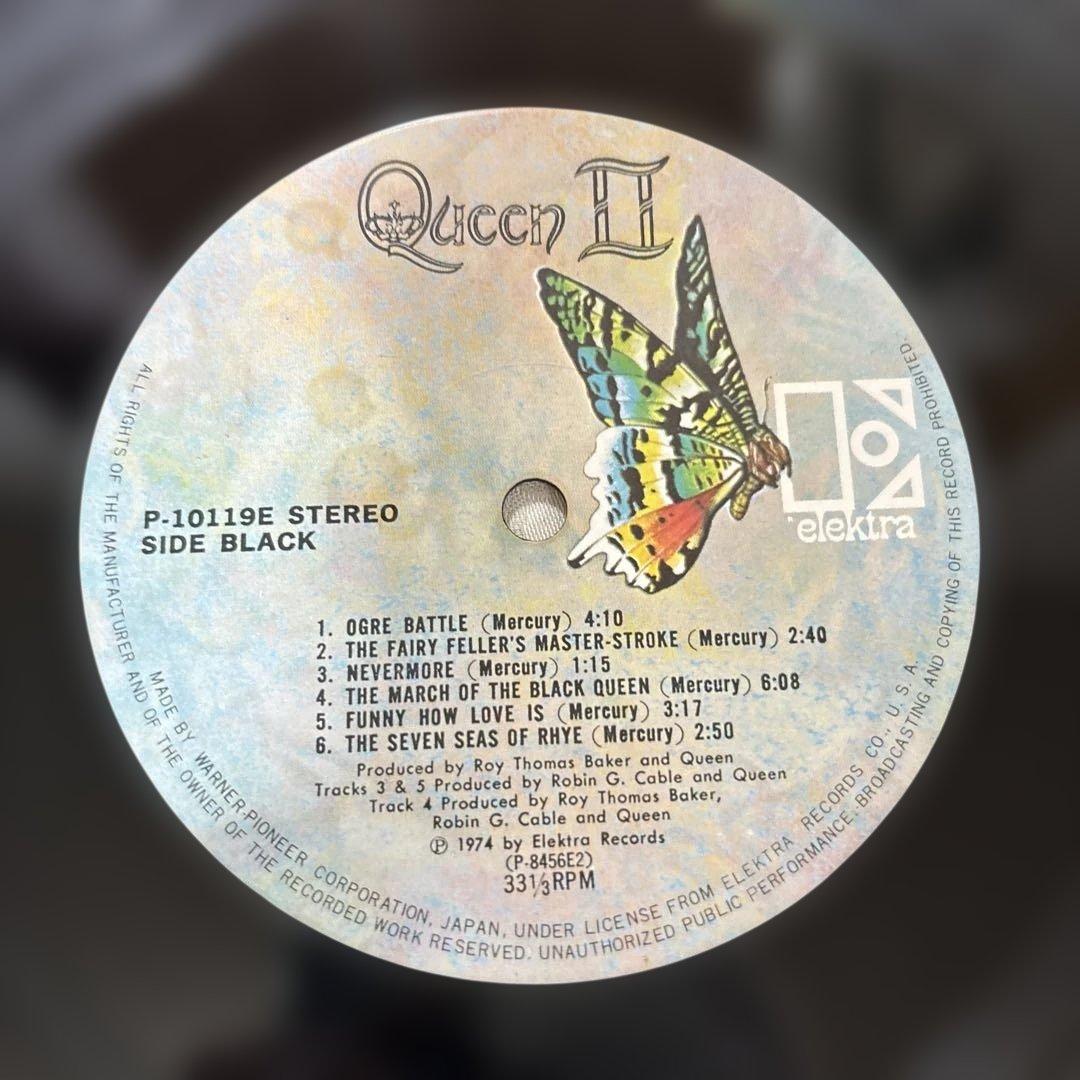 Queen II
elektra
P-10119E STEREO
SIDE BLACK
1. OGRE BATTLE (Mercury) 4:10
2. THE FAIRY FELLER'S MASTER-STROKE (Mercury) 2:40
3. NEVERMORE (Mercury) 1:15
4. THE MARCH OF THE BLACK QUEEN (Mercury) 6:08
5. FUNNY HOW LOVE IS (Mercury) 3:17
6. THE SEVEN SEAS OF RHYE (Mercury) 2:50
Produced by Roy Thomas Baker and Queen
Tracks 3 & 5 Produced by Robin G. Cable and Queen
Track 4 Produced by Roy Thomas Baker,
Robin G. Cable and Queen
℗ 1974 by Elektra Records
(P-8456E2)
33 1/3 RPM
MADE BY WARNER-PIONEER CORPORATION, JAPAN, UNDER LICENSE FROM ELEKTRA RECORDS CO., U. S. A.
ALL RIGHTS OF THE MANUFACTURER AND OF THE OWNER OF THE RECORDED WORK RESERVED. UNAUTHORIZED PUBLIC PERFORMANCE. BROADCASTING AND COPYING OF THIS RECORD PROHIBITED.